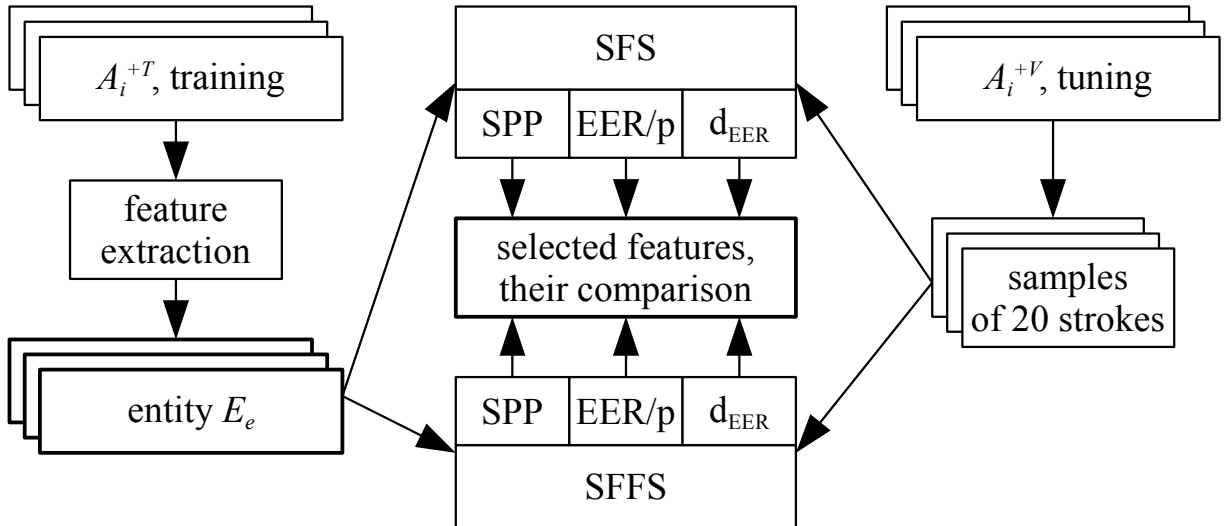 A_i^{+T}, training
feature
extraction
entity E_e
SFS
SPP EER/p d_EER
selected features,
their comparison
SPP EER/p d_EER
SFFS
A_i^{+V}, tuning
samples
of 20 strokes